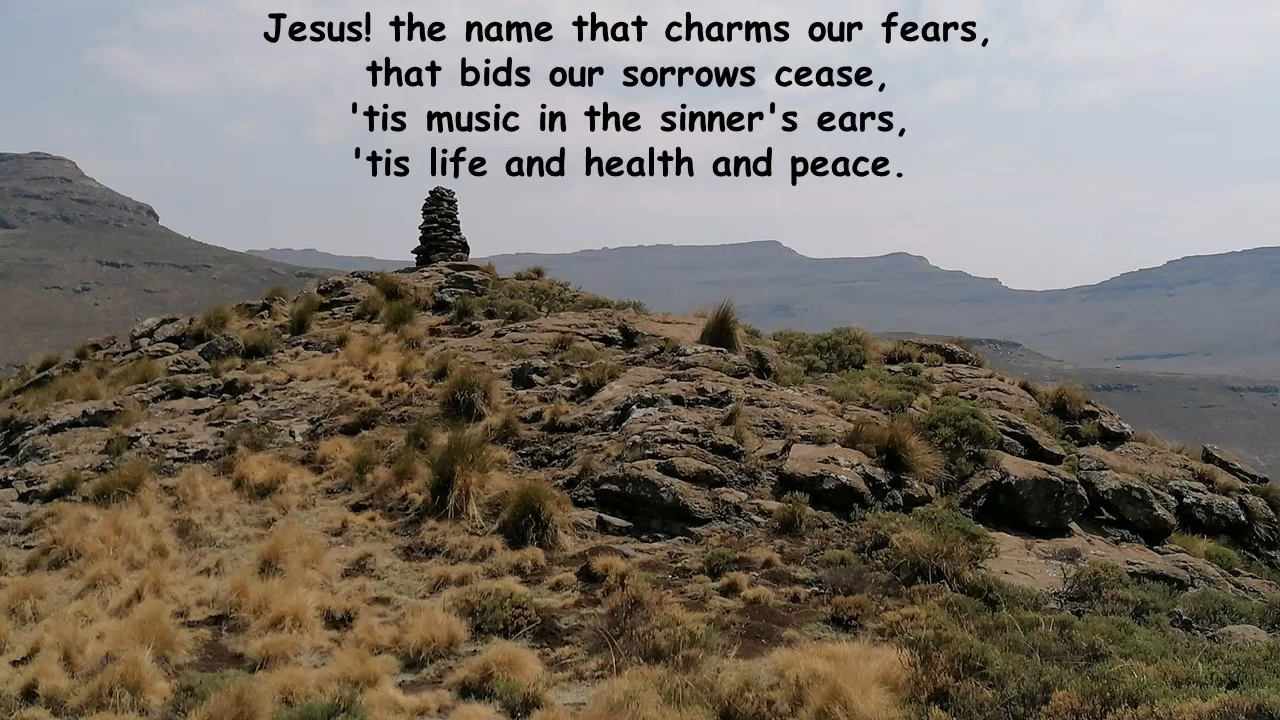 Jesus! the name that charms our fears,
that bids our sorrows cease,
'tis music in the sinner's ears,
'tis life and health and peace.